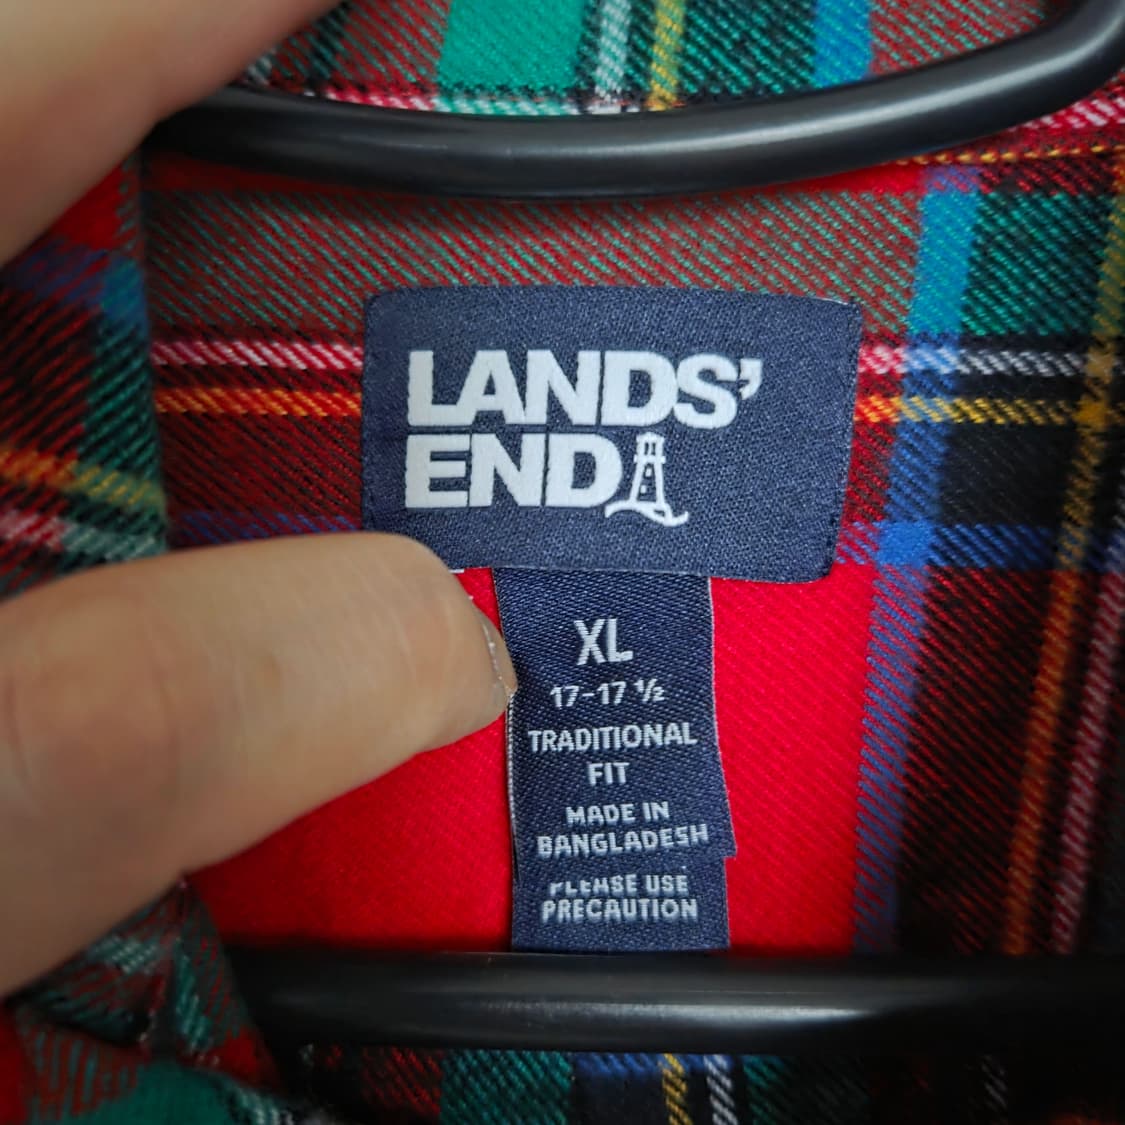 LANDS'
END
XL
17-17 ½
TRADITIONAL
FIT
MADE IN
BANGLADESH
PLEASE USE
PRECAUTION